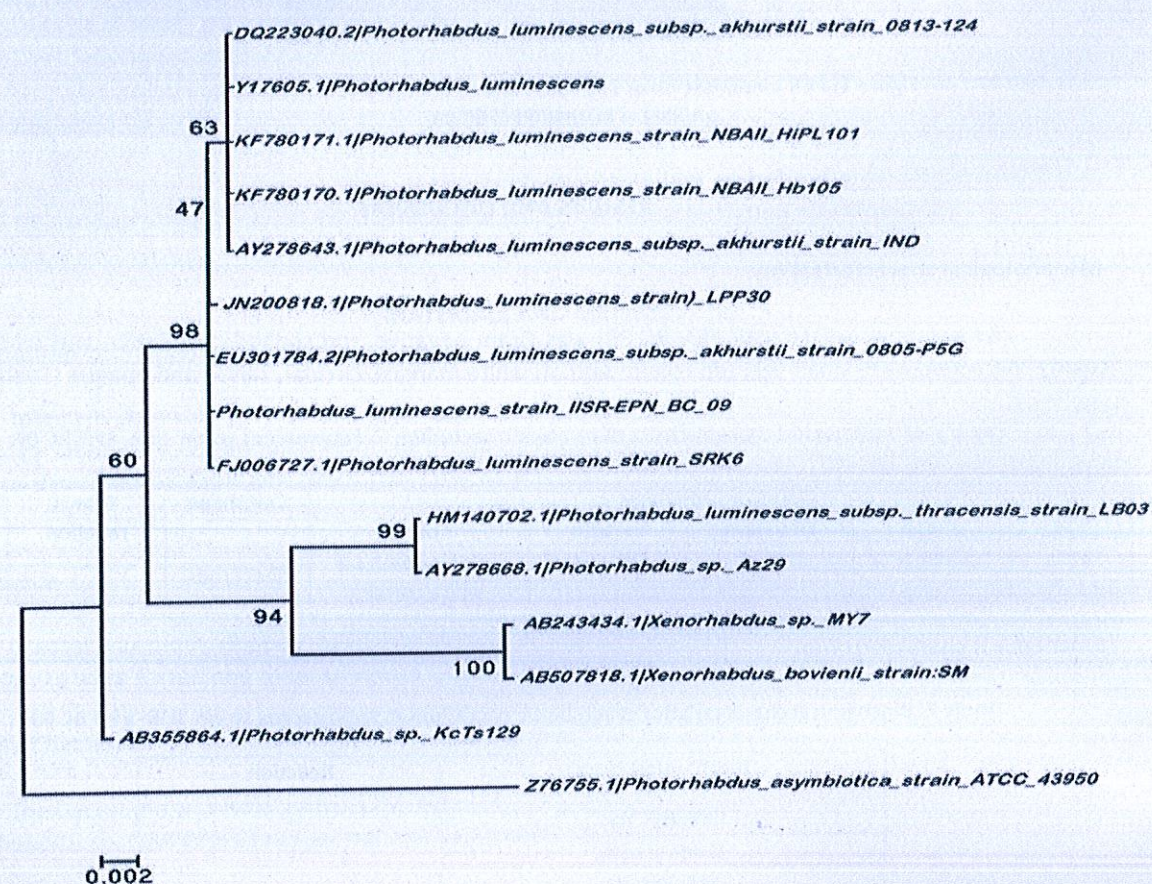 DQ223040.2|Photorhabdus_luminescens_subsp._akhurstii_strain_0813-124
Y17605.1|Photorhabdus_luminescens
63
KF780171.1|Photorhabdus_luminescens_strain_NBAII_HiPL101
KF780170.1|Photorhabdus_luminescens_strain_NBAII_Hb105
47
AY278643.1|Photorhabdus_luminescens_subsp._akhurstii_strain_IND
JN200818.1|Photorhabdus_luminescens_strain)_LPP30
98
EU301784.2|Photorhabdus_luminescens_subsp._akhurstii_strain_0805-P5G
Photorhabdus_luminescens_strain_IISR-EPN_BC_09
60
FJ006727.1|Photorhabdus_luminescens_strain_SRK6
HM140702.1|Photorhabdus_luminescens_subsp._thracensis_strain_LB03
99
AY278668.1|Photorhabdus_sp._Az29
94
AB243434.1|Xenorhabdus_sp._MY7
100
AB507818.1|Xenorhabdus_bovienii_strain:SM
AB355864.1|Photorhabdus_sp._KcTs129
Z76755.1|Photorhabdus_asymbiotica_strain_ATCC_43950
0.002